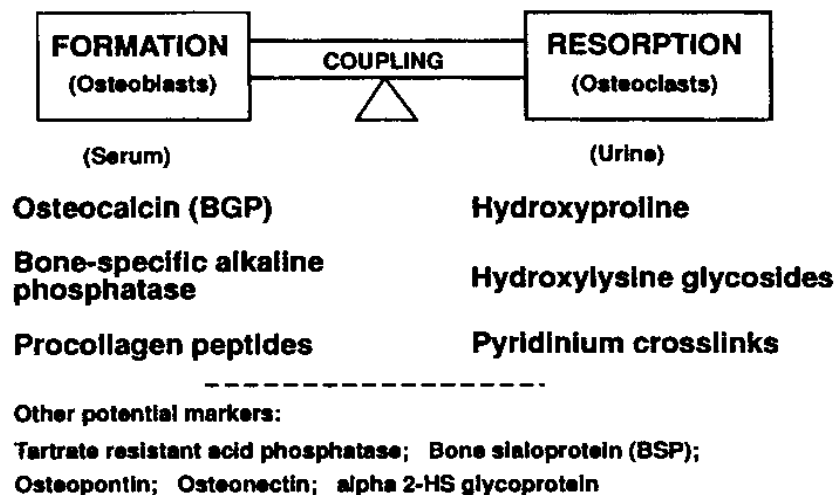 FORMATION
(Osteoblasts)
COUPLING
RESORPTION
(Osteoclasts)
(Serum)
(Urine)
Osteocalcin (BGP)
Hydroxyproline
Bone-specific alkaline
phosphatase
Hydroxylysine glycosides
Procollagen peptides
Pyridinium crosslinks
Other potential markers:
Tartrate resistant acid phosphatase; Bone sialoprotein (BSP);
Osteopontin; Osteonectin; alpha 2-HS glycoprotein